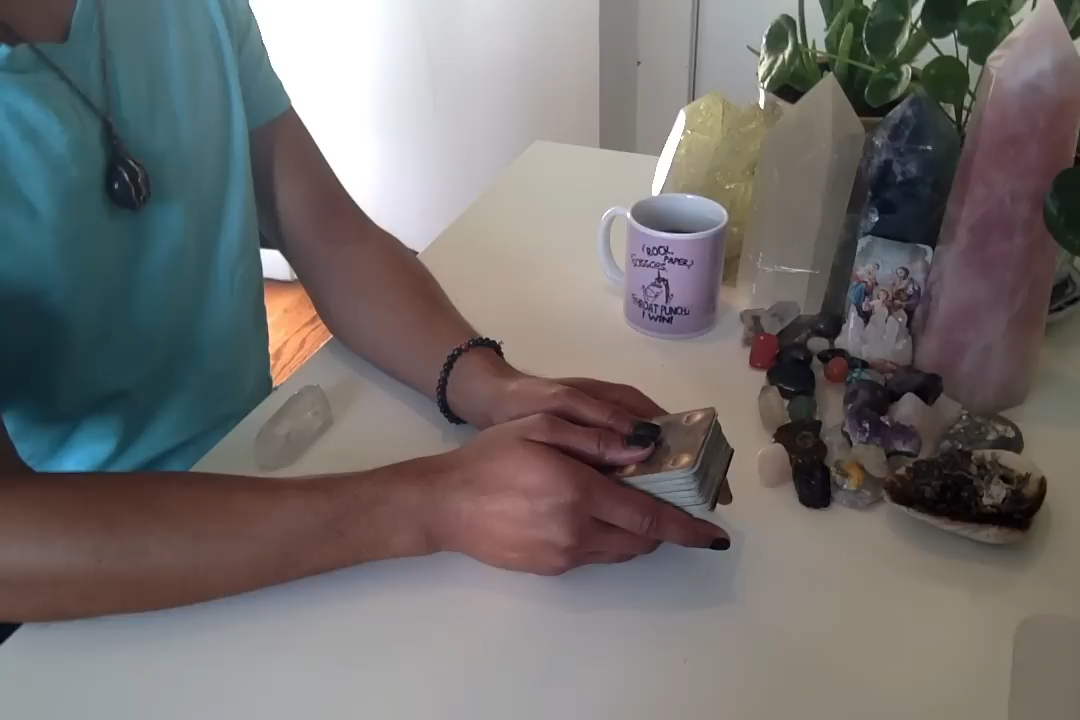 (ROCK,
PAPER,
SCISSORS,
THROAT PUNCH!
I WIN!